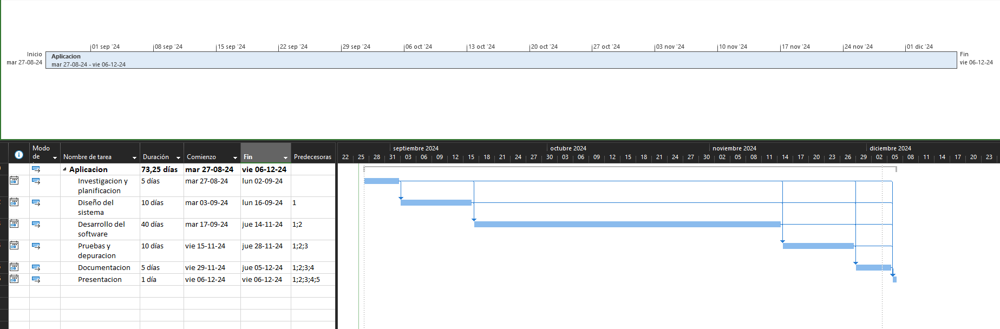 01 sep '24 08 sep '24 15 sep '24 22 sep '24 29 sep '24 06 oct '24 13 oct '24 20 oct '24 27 oct '24 03 nov '24 10 nov '24 17 nov '24 24 nov '24 01 dic '24
Inicio
mar 27-08-24
Aplicacion
mar 27-08-24 - vie 06-12-24
Fin
vie 06-12-24
Modo
de
Nombre de tarea Duración Comienzo Fin Predecesoras
septiembre 2024 octubre 2024 noviembre 2024 diciembre 2024
22 25 28 31 03 06 09 12 15 18 21 24 27 30 03 06 09 12 15 18 21 24 27 30 02 05 08 11 14 17 20 23 26 29 02 05 08 11 14 17 20 23
Aplicacion 73,25 días mar 27-08-24 vie 06-12-24
Investigacion y
planificacion
5 días mar 27-08-24 lun 02-09-24
Diseño del
sistema
10 días mar 03-09-24 lun 16-09-24 1
Desarrollo del
software
40 días mar 17-09-24 jue 14-11-24 1;2
Pruebas y
depuracion
10 días vie 15-11-24 jue 28-11-24 1;2;3
Documentacion 5 días vie 29-11-24 jue 05-12-24 1;2;3;4
Presentacion 1 día vie 06-12-24 vie 06-12-24 1;2;3;4;5